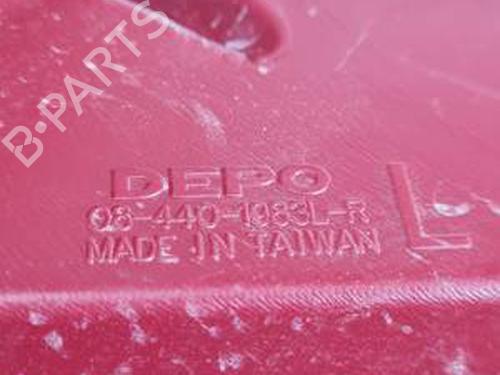 B-PARTS
DEPO
08-440-1983L-R
MADE IN TAIWAN
L